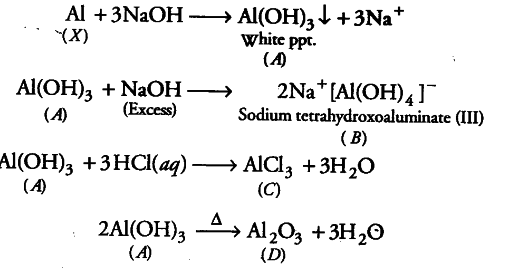 Al + 3NaOH ⟶ Al(OH)₃↓ + 3Na⁺
(X) White ppt.
(A)
Al(OH)₃ + NaOH ⟶ 2Na⁺[Al(OH)₄]⁻
(A) (Excess) Sodium tetrahydroxoaluminate (III)
(B)
Al(OH)₃ + 3HCl(aq) ⟶ AlCl₃ + 3H₂O
(A) (C)
2Al(OH)₃ —Δ→ Al₂O₃ + 3H₂O
(A) (D)